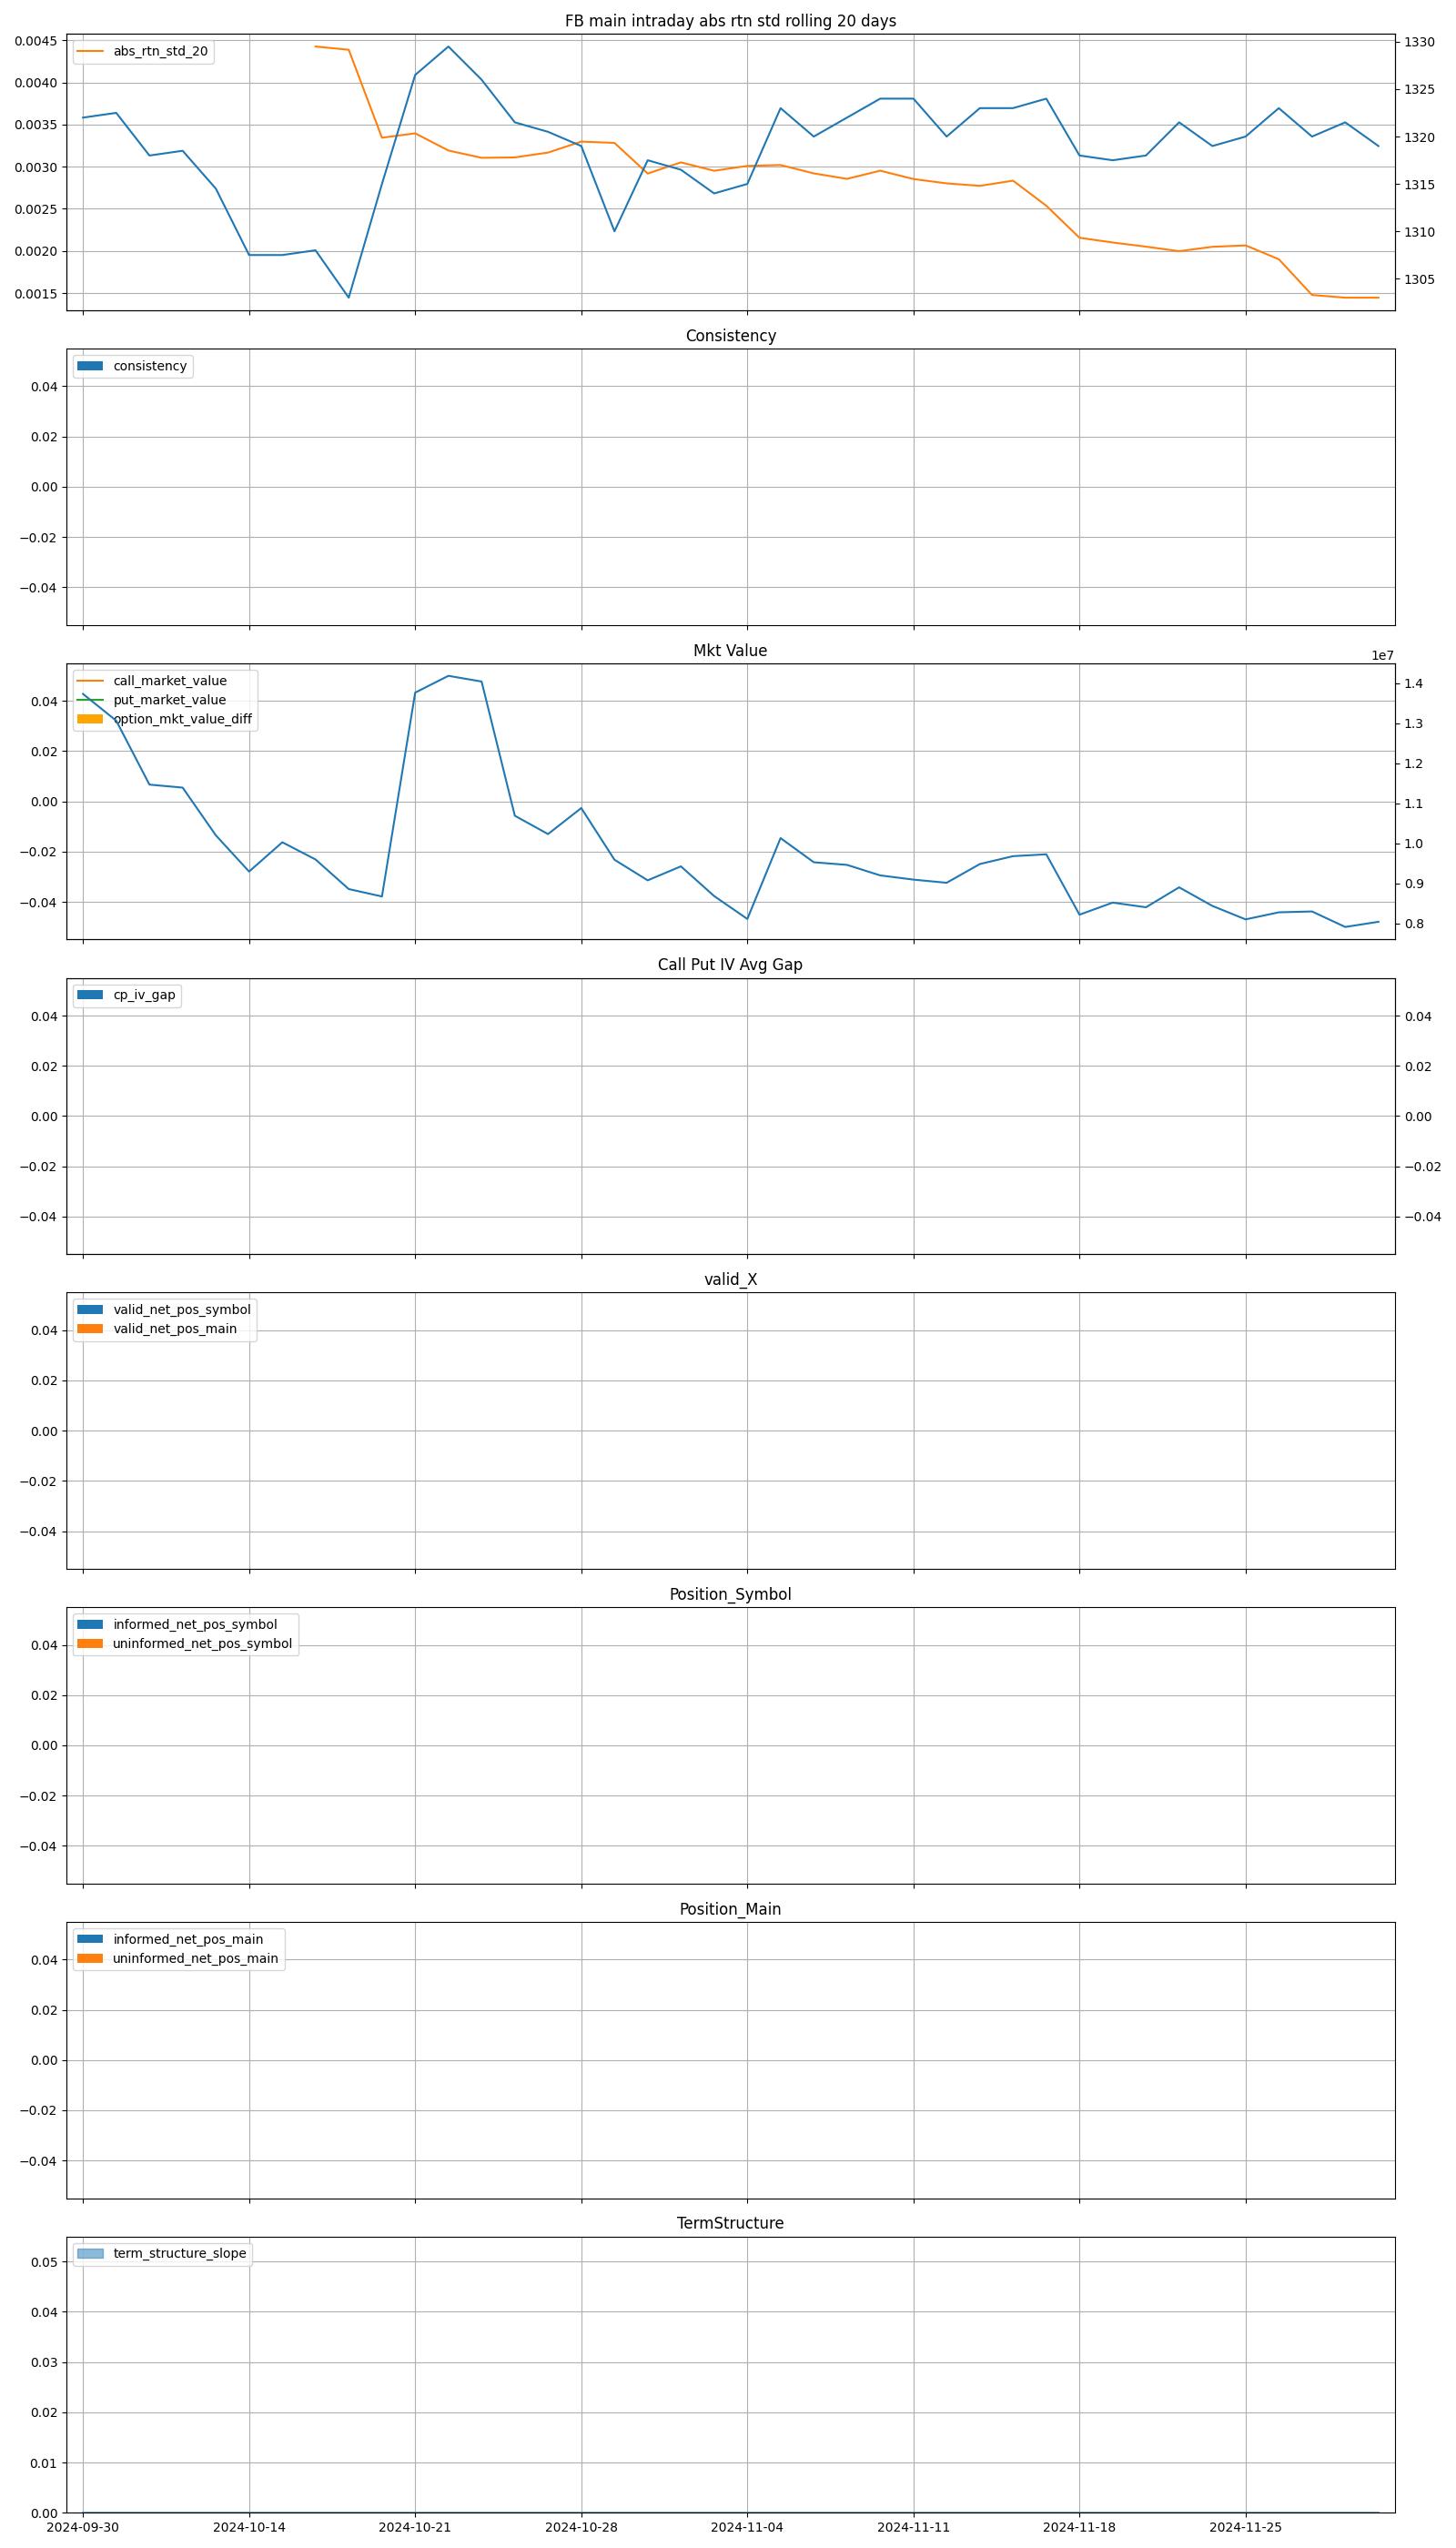 FB main intraday abs rtn std rolling 20 days
abs_rtn_std_20
0.0045
0.0040
0.0035
0.0030
0.0025
0.0020
0.0015
1330
1325
1320
1315
1310
1305
Consistency
consistency
0.04
0.02
0.00
−0.02
−0.04
Mkt Value
1e7
call_market_value
put_market_value
option_mkt_value_diff
0.04
0.02
0.00
−0.02
−0.04
1.4
1.3
1.2
1.1
1.0
0.9
0.8
Call Put IV Avg Gap
cp_iv_gap
0.04
0.02
0.00
−0.02
−0.04
0.04
0.02
0.00
−0.02
−0.04
valid_X
valid_net_pos_symbol
valid_net_pos_main
0.04
0.02
0.00
−0.02
−0.04
Position_Symbol
informed_net_pos_symbol
uninformed_net_pos_symbol
0.04
0.02
0.00
−0.02
−0.04
Position_Main
informed_net_pos_main
uninformed_net_pos_main
0.04
0.02
0.00
−0.02
−0.04
TermStructure
term_structure_slope
0.05
0.04
0.03
0.02
0.01
0.00
2024-09-30 2024-10-14 2024-10-21 2024-10-28 2024-11-04 2024-11-11 2024-11-18 2024-11-25